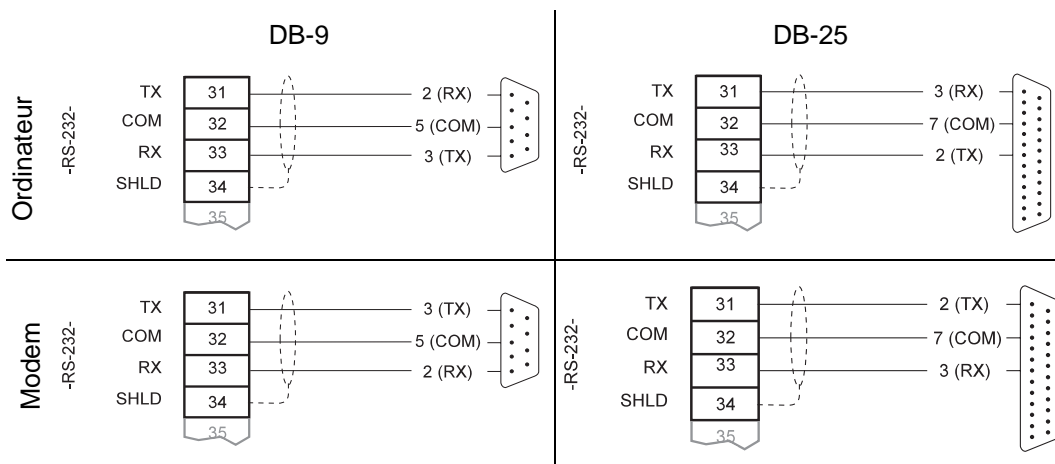 DB-9
DB-25
Ordinateur
-RS-232-
TX 31 2 (RX)
COM 32 5 (COM)
RX 33 3 (TX)
SHLD 34
35
-RS-232-
TX 31 3 (RX)
COM 32 7 (COM)
RX 33 2 (TX)
SHLD 34
35
Modem
-RS-232-
TX 31 3 (TX)
COM 32 5 (COM)
RX 33 2 (RX)
SHLD 34
35
-RS-232-
TX 31 2 (TX)
COM 32 7 (COM)
RX 33 3 (RX)
SHLD 34
35